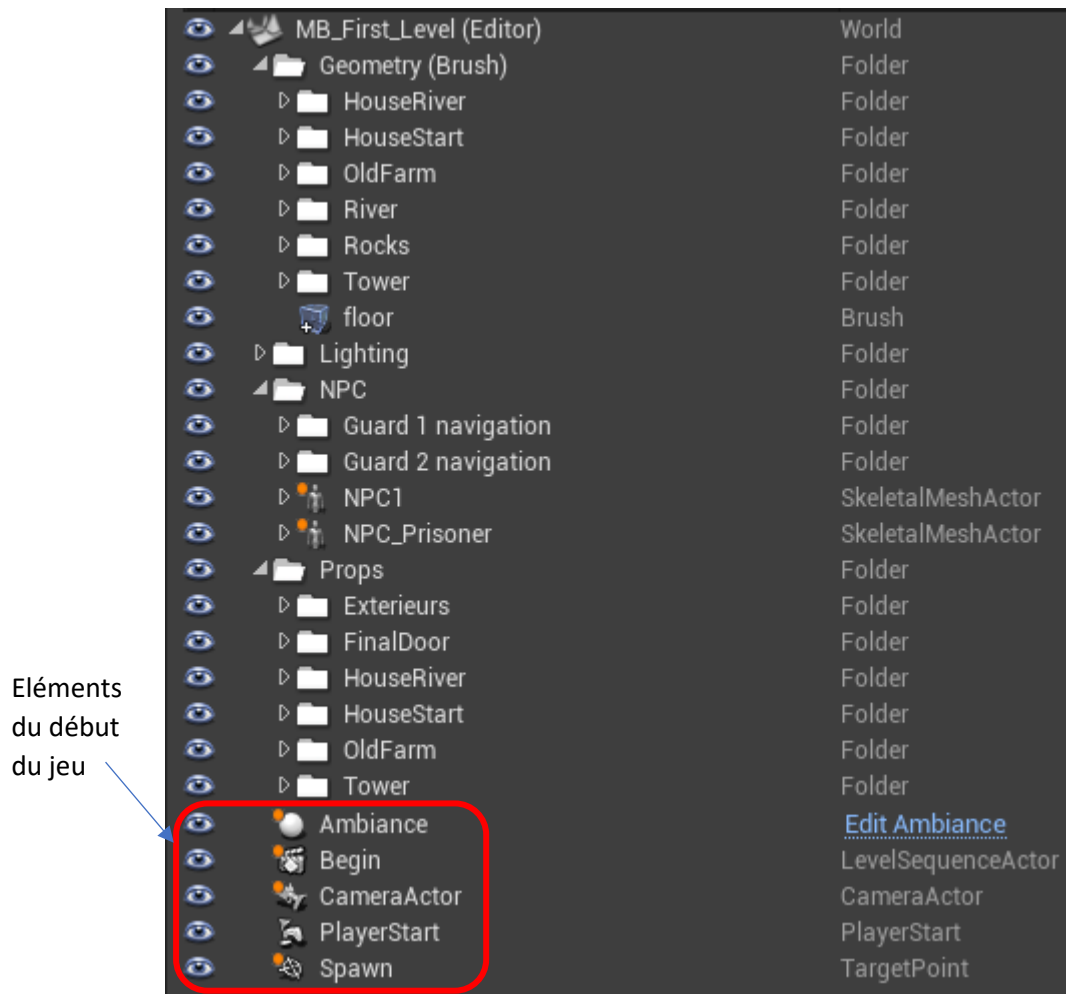 MB_First_Level (Editor) World
Geometry (Brush) Folder
HouseRiver Folder
HouseStart Folder
OldFarm Folder
River Folder
Rocks Folder
Tower Folder
floor Brush
Lighting Folder
NPC Folder
Guard 1 navigation Folder
Guard 2 navigation Folder
NPC1 SkeletalMeshActor
NPC_Prisoner SkeletalMeshActor
Props Folder
Exterieurs Folder
FinalDoor Folder
HouseRiver Folder
HouseStart Folder
OldFarm Folder
Tower Folder
Ambiance Edit Ambiance
Begin LevelSequenceActor
CameraActor CameraActor
PlayerStart PlayerStart
Spawn TargetPoint
Eléments
du début
du jeu